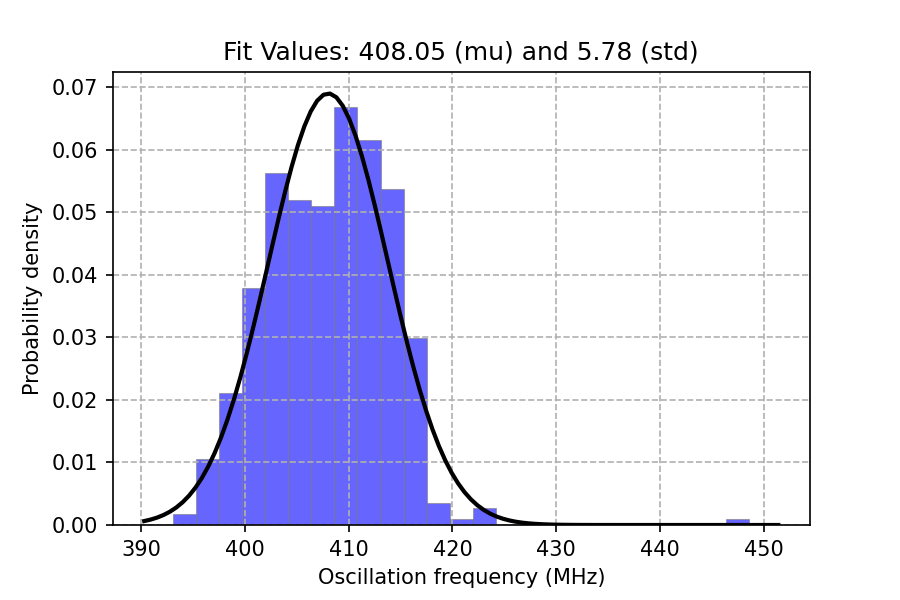 Fit Values: 408.05 (mu) and 5.78 (std)
0.07
0.06
0.05
0.04
0.03
0.02
0.01
0.00
Probability density
390 400 410 420 430 440 450
Oscillation frequency (MHz)